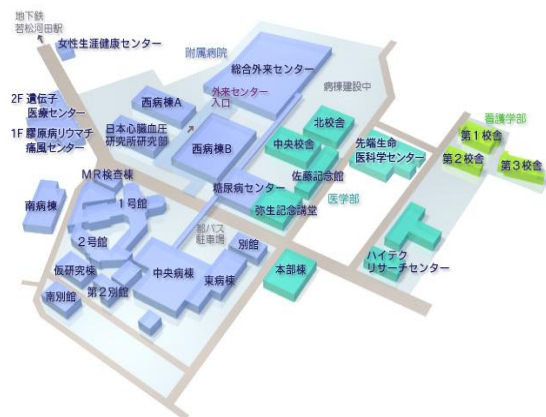 地下鉄
若松河田駅
女性生涯健康センター
附属病院
総合外来センター
2F 遺伝子
医療センター
1F 膠原病リウマチ
痛風センター
西病棟A
外来センター
入口
病棟建設中
日本心臓血圧
研究所研究部
西病棟B
北校舎
中央校舎
先端生命
医科学センター
看護学部
第1校舎
第2校舎
第3校舎
佐藤記念館
糖尿病センター
医学部
弥生記念講堂
MR検査棟
1号館
南病棟
2号館
都バス
駐車場
別館
仮研究棟
中央病棟
東病棟
本部棟
ハイテク
リサーチセンター
第2別館
南別館